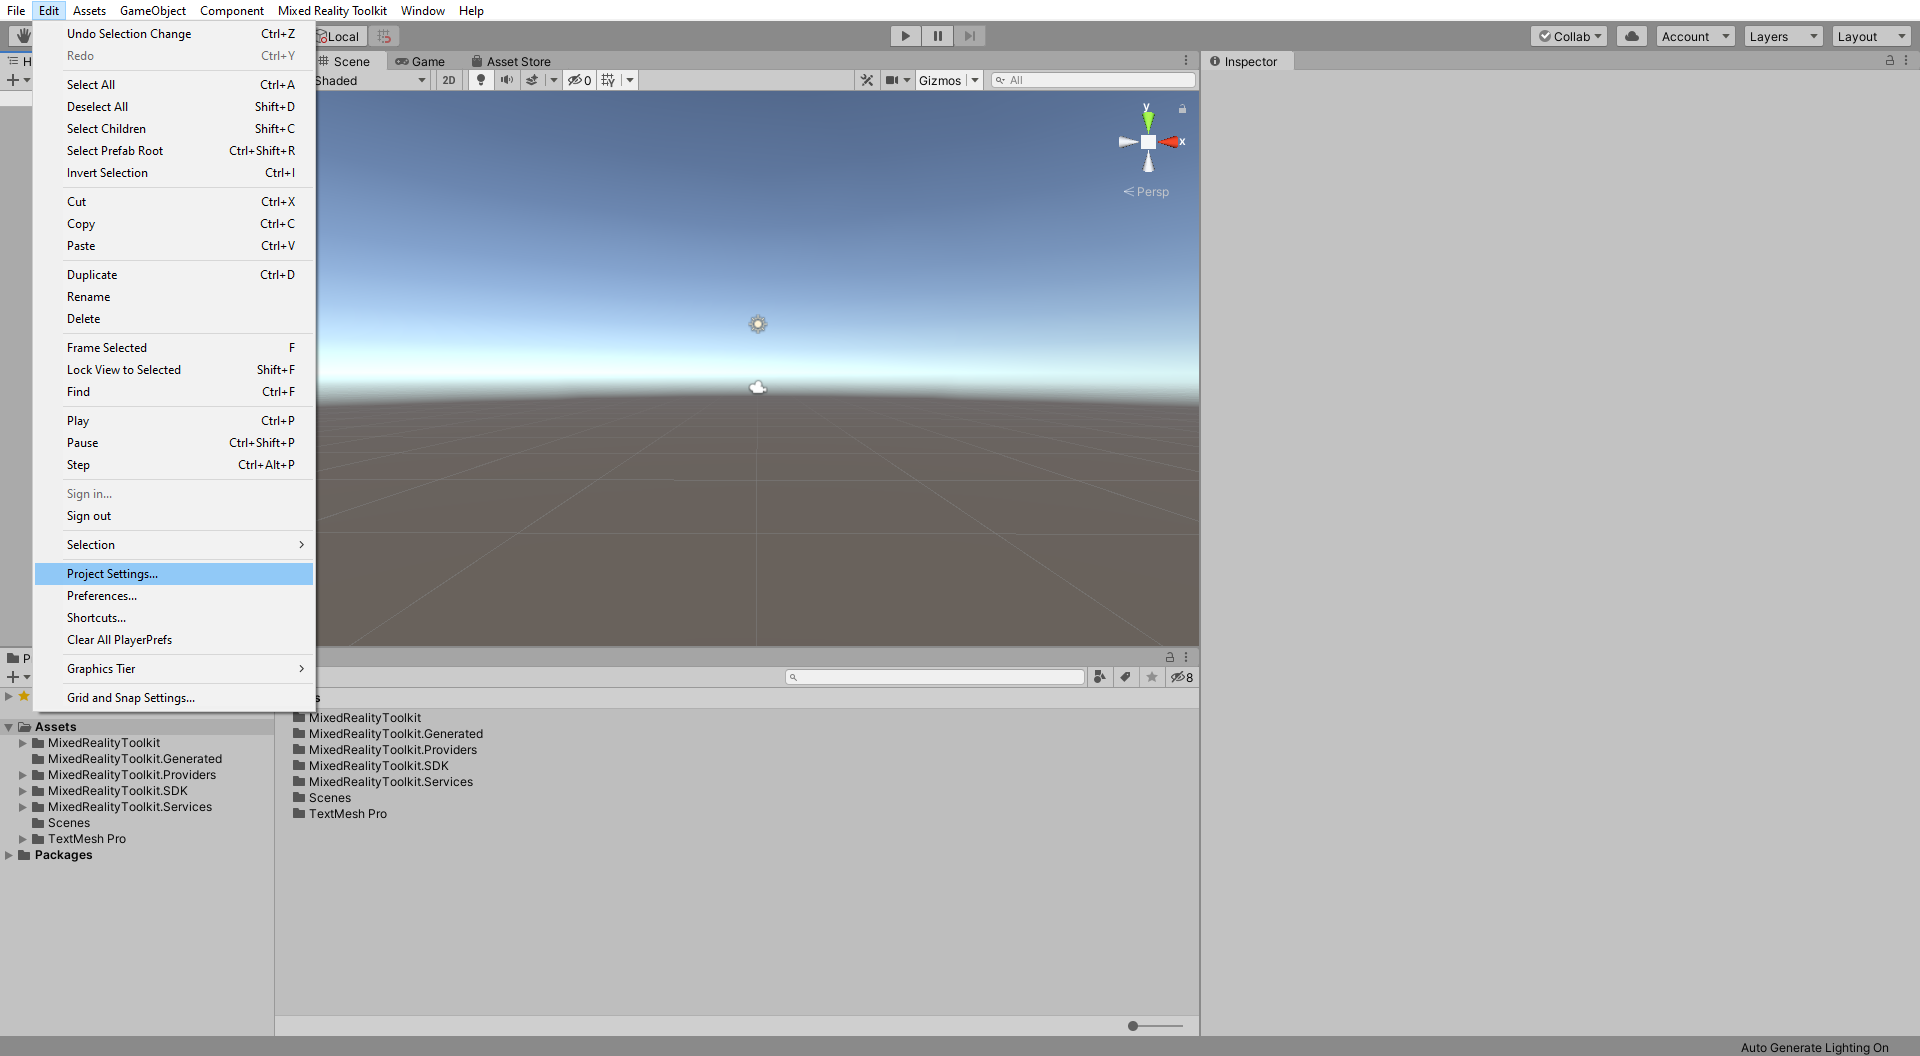 File Edit Assets GameObject Component Mixed Reality Toolkit Window Help
Undo Selection Change Ctrl+Z
Redo Ctrl+Y
Select All Ctrl+A
Deselect All Shift+D
Select Children Shift+C
Select Prefab Root Ctrl+Shift+R
Invert Selection Ctrl+I
Cut Ctrl+X
Copy Ctrl+C
Paste Ctrl+V
Duplicate Ctrl+D
Rename
Delete
Frame Selected F
Lock View to Selected Shift+F
Find Ctrl+F
Play Ctrl+P
Pause Ctrl+Shift+P
Step Ctrl+Alt+P
Sign in...
Sign out
Selection
Project Settings...
Preferences...
Shortcuts...
Clear All PlayerPrefs
Graphics Tier
Grid and Snap Settings...
Local
Collab Account Layers Layout
H
Scene Game Asset Store
Shaded 2D 0 Gizmos All
y
x
Persp
Inspector
P
8
s
Assets
MixedRealityToolkit
MixedRealityToolkit.Generated
MixedRealityToolkit.Providers
MixedRealityToolkit.SDK
MixedRealityToolkit.Services
Scenes
TextMesh Pro
Packages
MixedRealityToolkit
MixedRealityToolkit.Generated
MixedRealityToolkit.Providers
MixedRealityToolkit.SDK
MixedRealityToolkit.Services
Scenes
TextMesh Pro
Auto Generate Lighting On